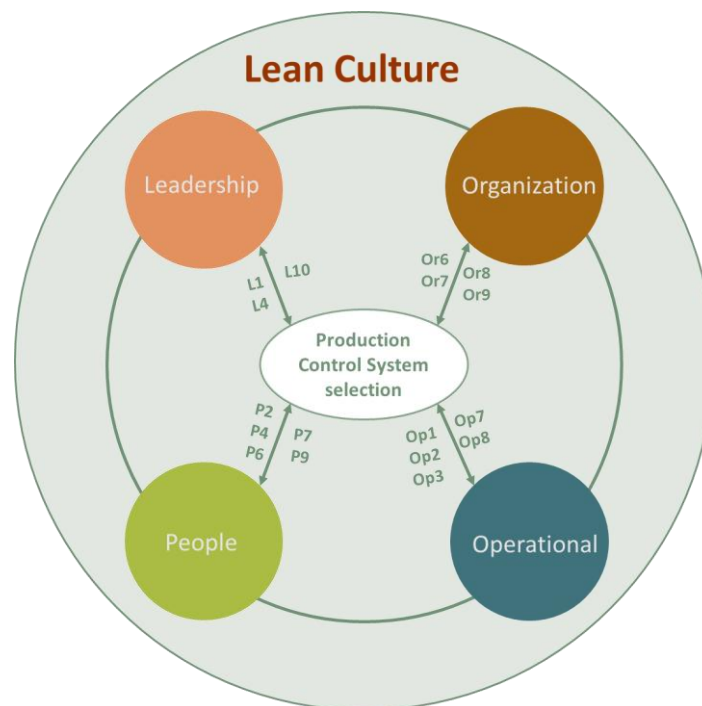 Lean Culture
Leadership
Organization
L1
L4
L10
Or6
Or7
Or8
Or9
Production
Control System
selection
P2
P4
P6
P7
P9
Op1
Op2
Op3
Op7
Op8
People
Operational